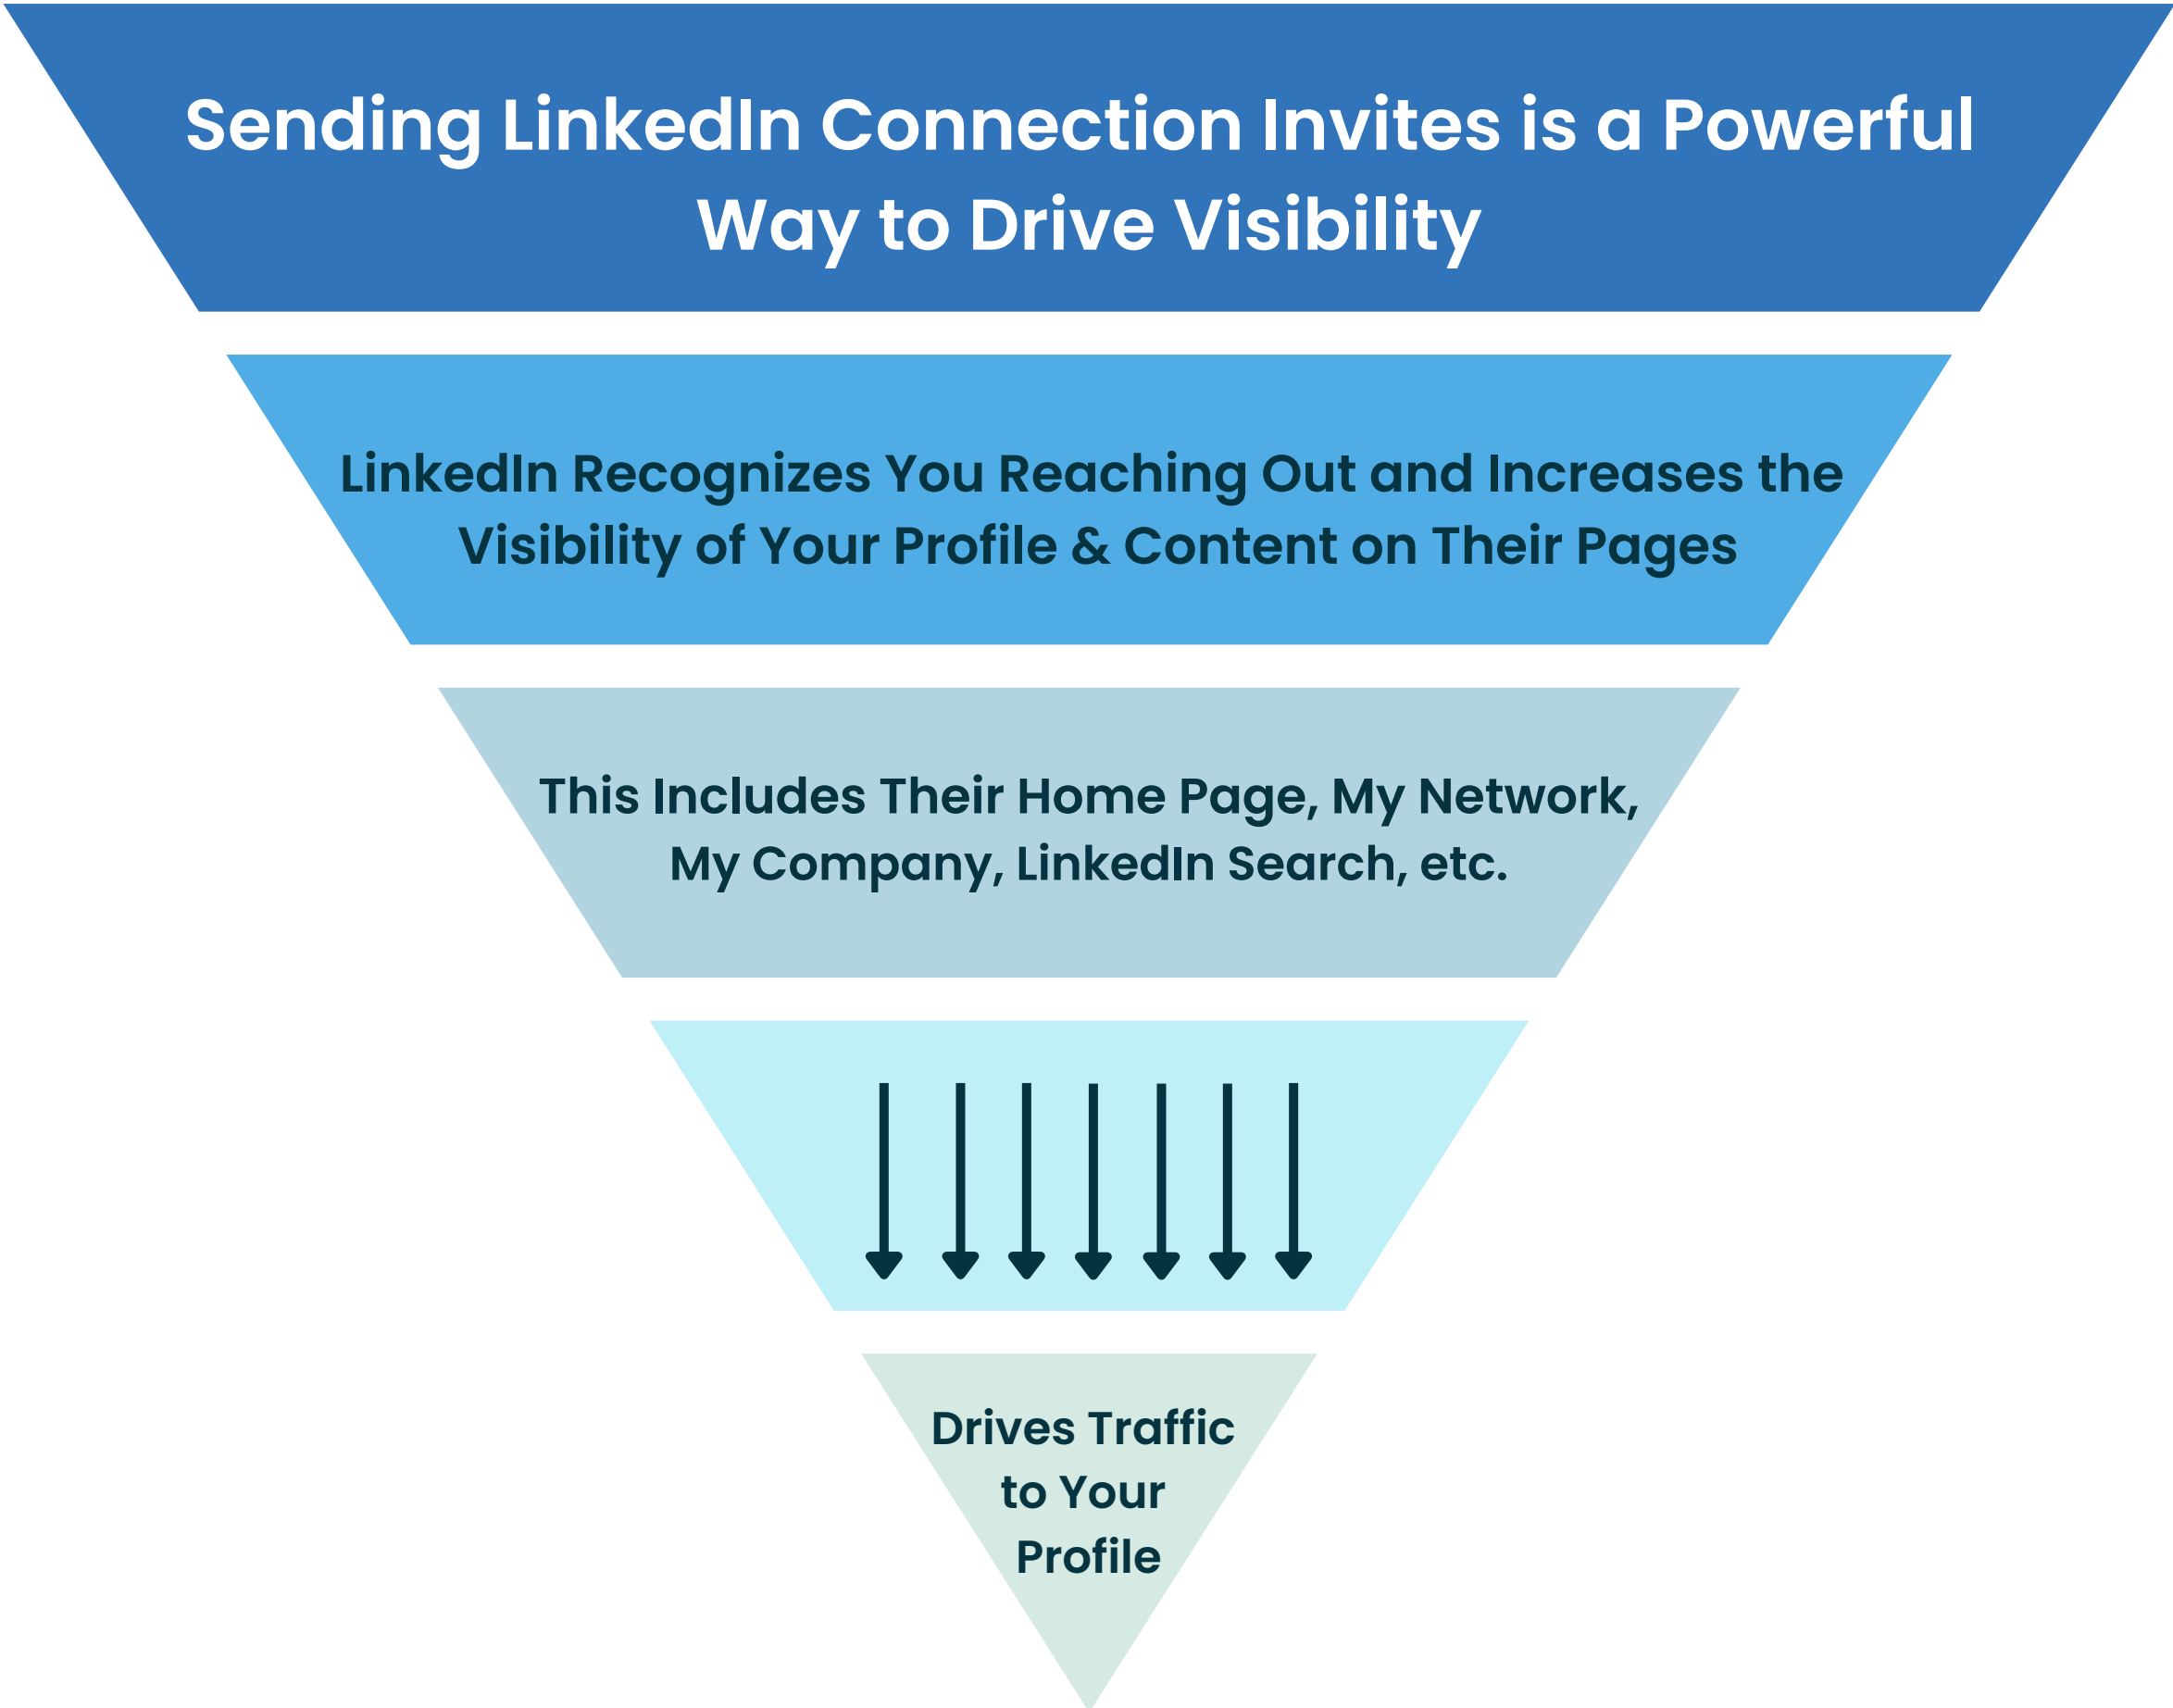 Sending LinkedIn Connection Invites is a Powerful
Way to Drive Visibility
LinkedIn Recognizes You Reaching Out and Increases the
Visibility of Your Profile & Content on Their Pages
This Includes Their Home Page, My Network,
My Company, LinkedIn Search, etc.
Drives Traffic
to Your
Profile